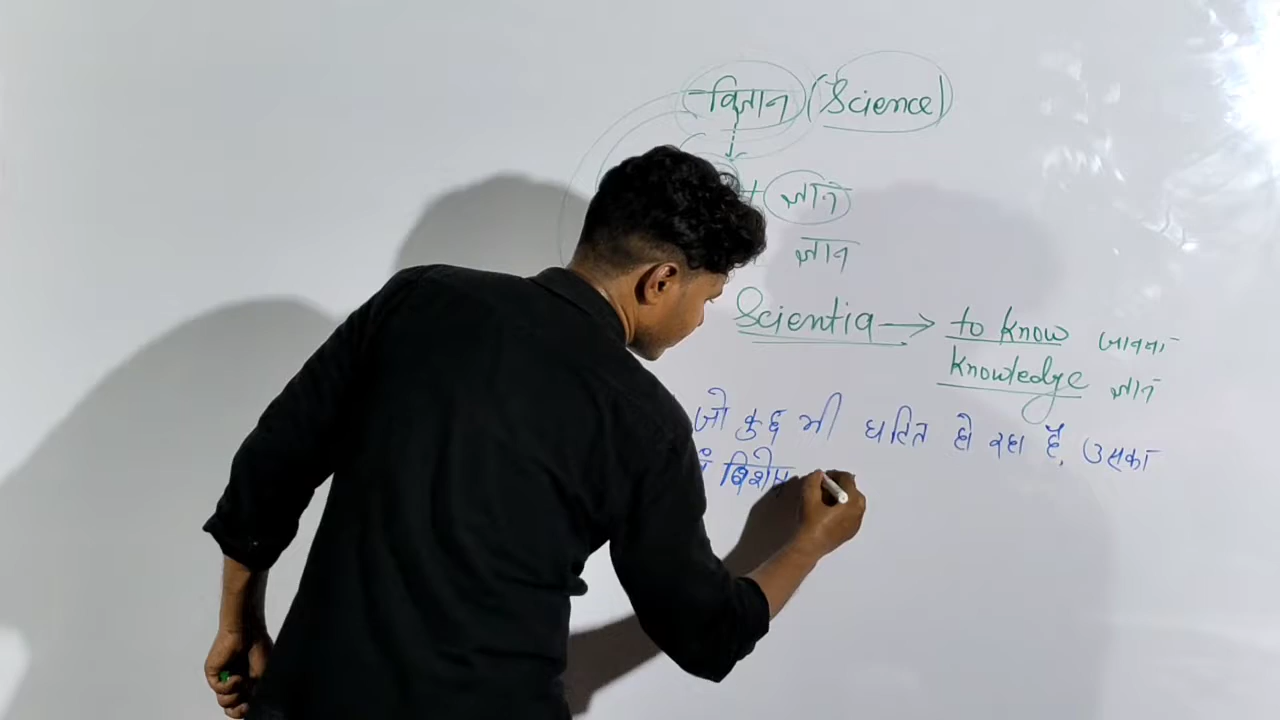 विज्ञान (Science)
+ ज्ञान
ज्ञान
Scientia → to know जानना
Knowledge ज्ञान
जो कुछ भी घटित हो रहा है, उसका
विशेष